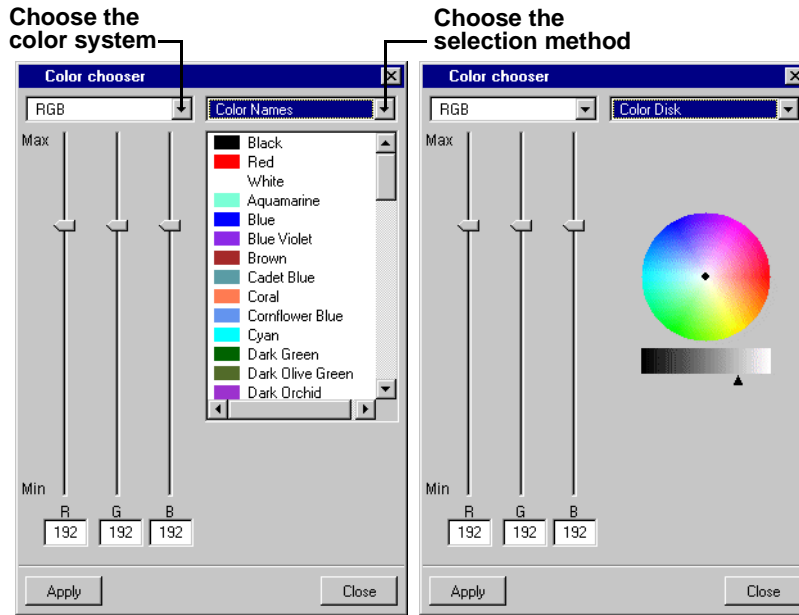 Choose the
color system
Choose the
selection method
Color chooser
RGB
Color Names
Max
Black
Red
White
Aquamarine
Blue
Blue Violet
Brown
Cadet Blue
Coral
Cornflower Blue
Cyan
Dark Green
Dark Olive Green
Dark Orchid
Min
R G B
192 192 192
Apply Close
Color chooser
RGB
Color Disk
Max
Min
R G B
192 192 192
Apply Close